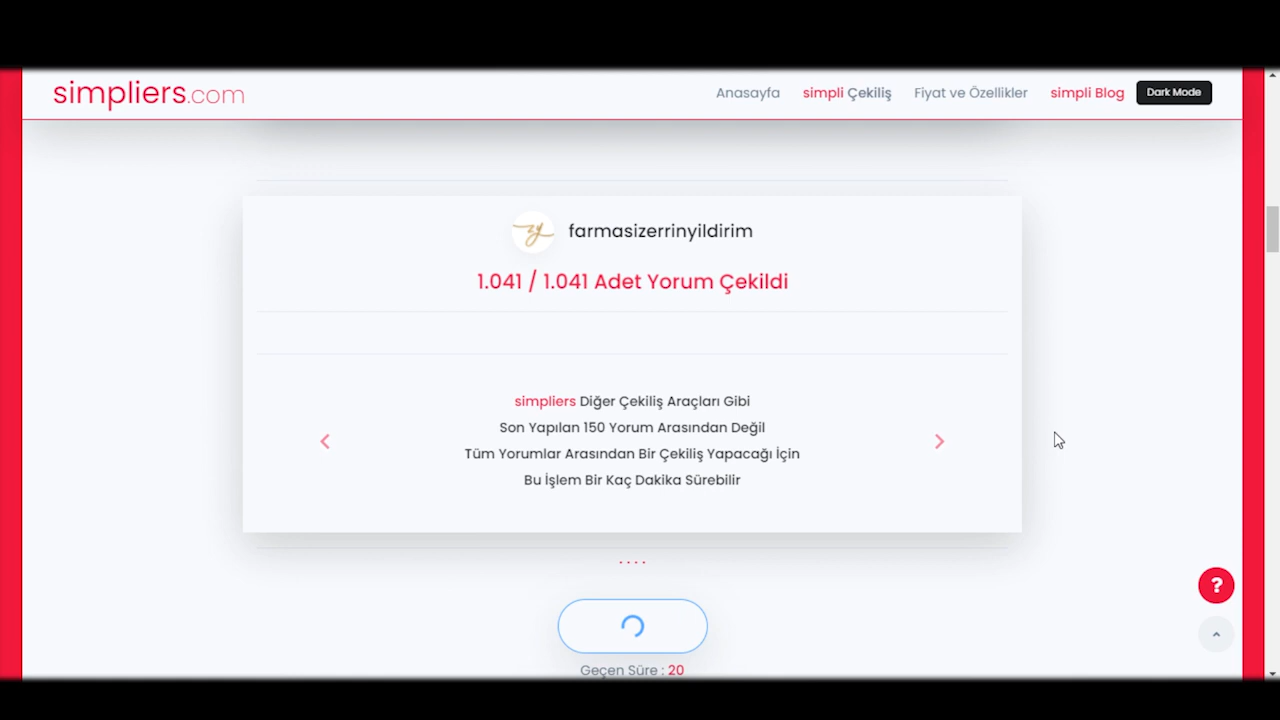 simpliers.com
Anasayfa simpli Çekiliş Fiyat ve Özellikler simpli Blog Dark Mode
zy farmasizerrinyildirim
1.041 / 1.041 Adet Yorum Çekildi
simpliers Diğer Çekiliş Araçları Gibi
Son Yapılan 150 Yorum Arasından Değil
Tüm Yorumlar Arasından Bir Çekiliş Yapacağı İçin
Bu İşlem Bir Kaç Dakika Sürebilir
....
?
Geçen Süre : 20